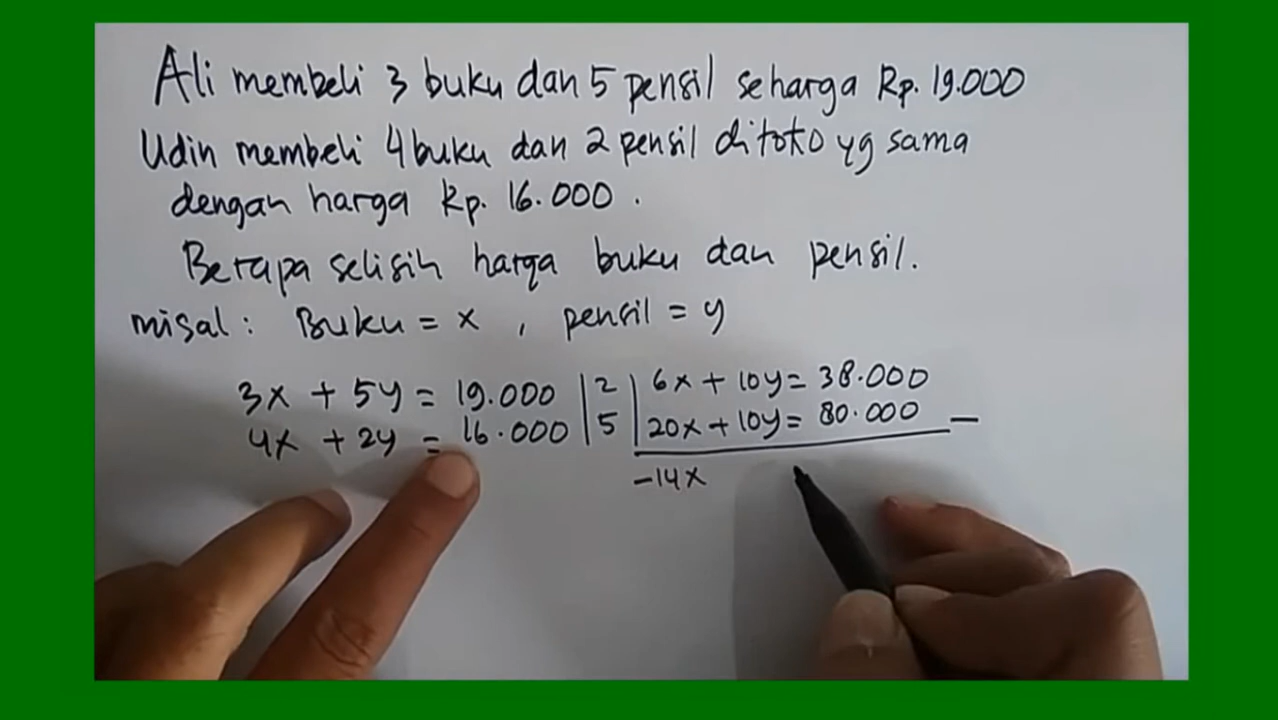 Ali membeli 3 buku dan 5 pensil seharga Rp. 19.000
Udin membeli 4 buku dan 2 pensil ditoko yg sama
dengan harga Rp. 16.000.
Berapa selisih harga buku dan pensil.
misal: Buku = x, pensil = y
3x + 5y = 19.000 | 2 | 6x + 10y = 38.000
4x + 2y = 16.000 | 5 | 20x + 10y = 80.000 –
-14x